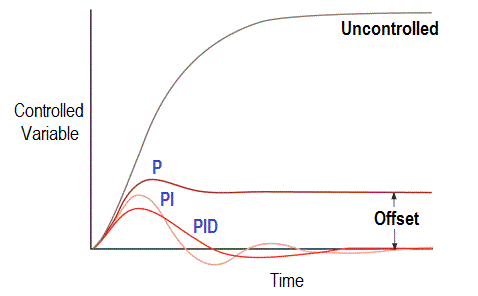 Uncontrolled
Controlled
Variable
P
PI
PID
Offset
Time